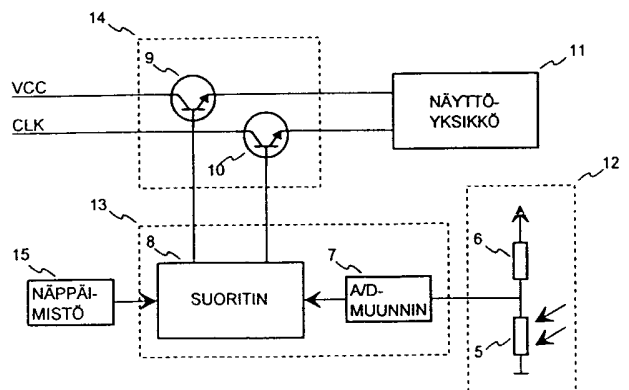 14
9
11
VCC
NÄYTTÖ-
YKSIKKÖ
CLK
10
12
13
8
6
15
7
NÄPPÄI-
MISTÖ
SUORITIN
A/D-
MUUNNIN
5